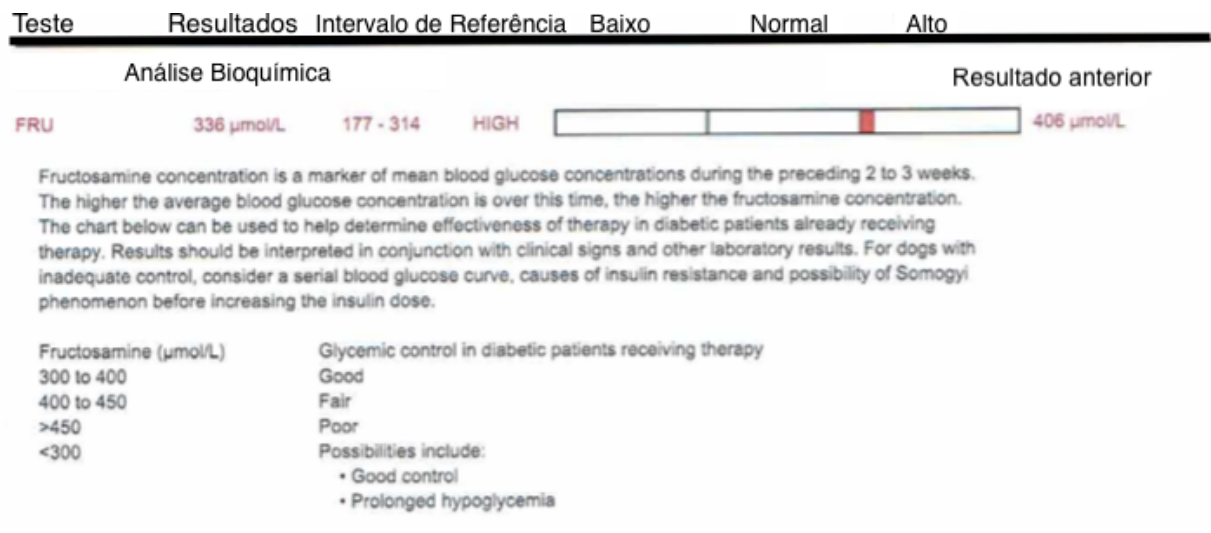 Teste Resultados Intervalo de Referência Baixo Normal Alto
Análise Bioquímica Resultado anterior
FRU 336 µmol/L 177 - 314 HIGH 406 µmol/L
Fructosamine concentration is a marker of mean blood glucose concentrations during the preceding 2 to 3 weeks.
The higher the average blood glucose concentration is over this time, the higher the fructosamine concentration.
The chart below can be used to help determine effectiveness of therapy in diabetic patients already receiving
therapy. Results should be interpreted in conjunction with clinical signs and other laboratory results. For dogs with
inadequate control, consider a serial blood glucose curve, causes of insulin resistance and possibility of Somogyi
phenomenon before increasing the insulin dose.
Fructosamine (µmol/L) Glycemic control in diabetic patients receiving therapy
300 to 400 Good
400 to 450 Fair
>450 Poor
<300 Possibilities include:
• Good control
• Prolonged hypoglycemia